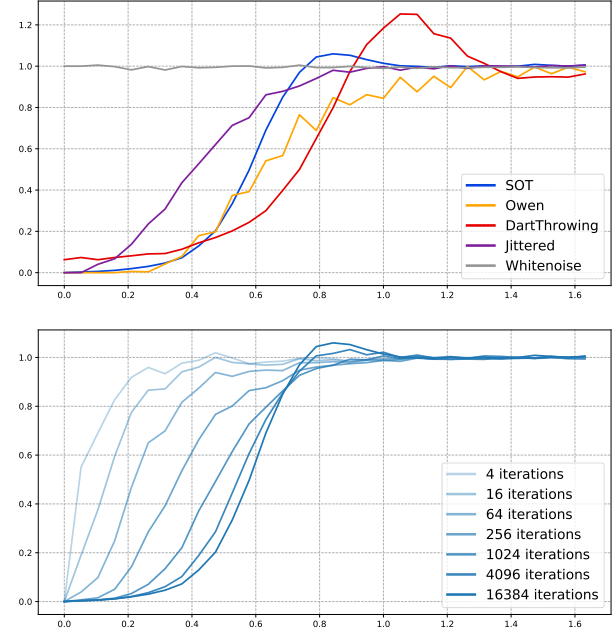 1.2
1.0
0.8
0.6
0.4
0.2
0.0
SOT
Owen
DartThrowing
Jittered
Whitenoise
0.0 0.2 0.4 0.6 0.8 1.0 1.2 1.4 1.6
1.0
0.8
0.6
0.4
0.2
0.0
4 iterations
16 iterations
64 iterations
256 iterations
1024 iterations
4096 iterations
16384 iterations
0.0 0.2 0.4 0.6 0.8 1.0 1.2 1.4 1.6